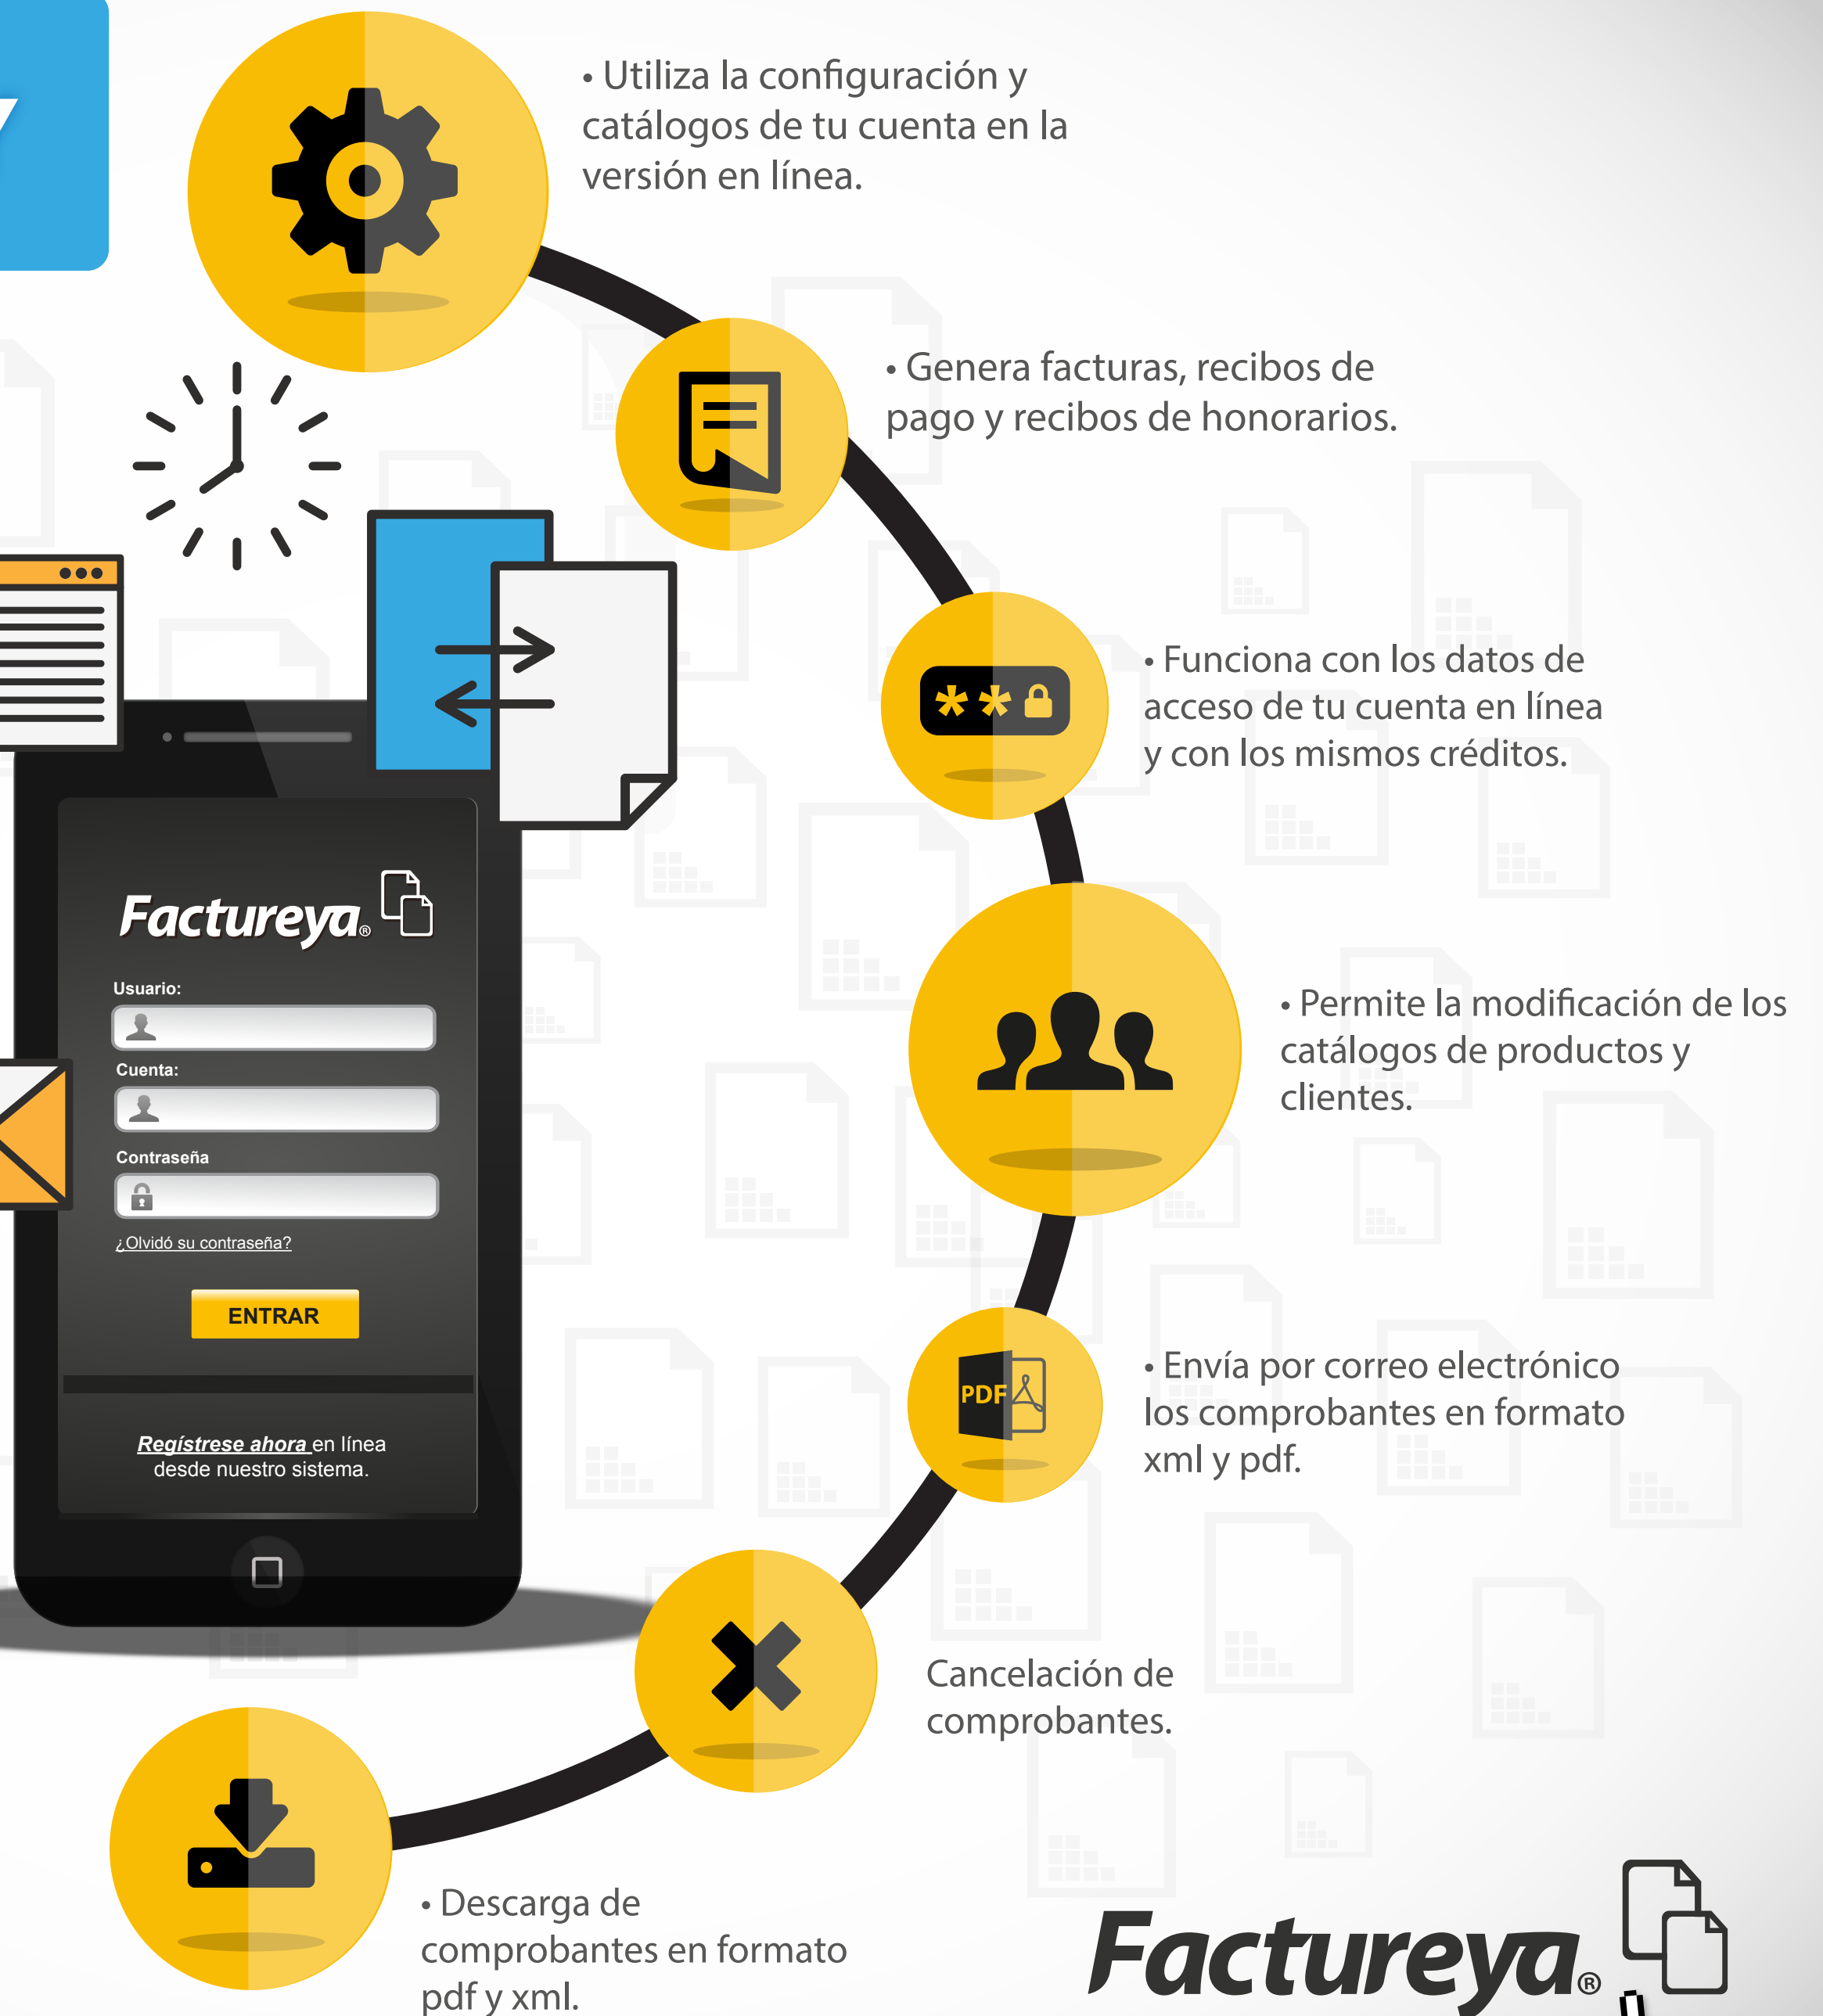 • Utiliza la configuración y
catálogos de tu cuenta en la
versión en línea.
• Genera facturas, recibos de
pago y recibos de honorarios.
• Funciona con los datos de
acceso de tu cuenta en línea
y con los mismos créditos.
• Permite la modificación de los
catálogos de productos y
clientes.
• Envía por correo electrónico
los comprobantes en formato
xml y pdf.
PDF
Cancelación de
comprobantes.
• Descarga de
comprobantes en formato
pdf y xml.
Factureya®
Usuario:
Cuenta:
Contraseña
¿Olvidó su contraseña?
ENTRAR
Regístrese ahora en línea
desde nuestro sistema.
Factureya®